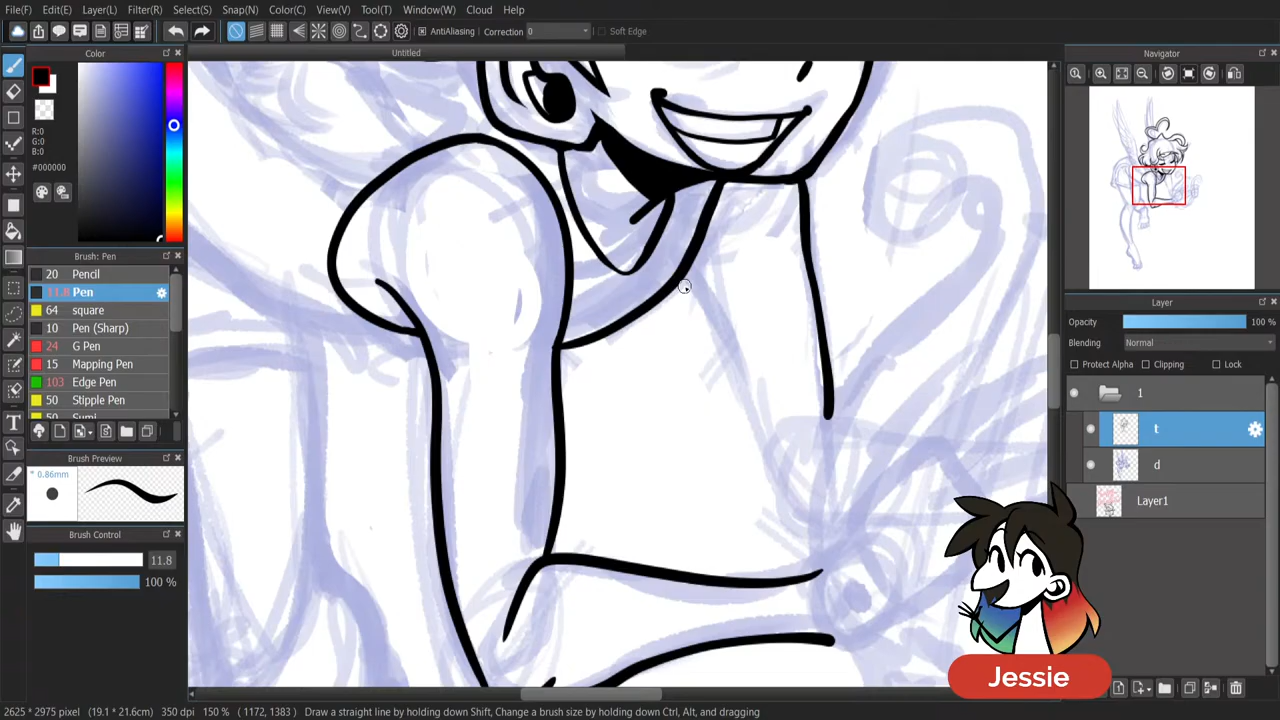 File(F) Edit(E) Layer(L) Filter(R) Select(S) Snap(N) Color(C) View(V) Tool(T) Window(W) Cloud Help
AntiAliasing Correction 0 Soft Edge
Color
Untitled
Navigator
R:0
G:0
B:0
#000000
Brush: Pen
20 Pencil
11.8 Pen
64 square
10 Pen (Sharp)
24 G Pen
15 Mapping Pen
103 Edge Pen
50 Stipple Pen
50 Sumi
Brush Preview
* 0.86mm
Brush Control
11.8
100 %
Layer
Opacity 100 %
Blending Normal
Protect Alpha Clipping Lock
1
t
d
Layer1
Jessie
2625 * 2975 pixel (19.1 * 21.6cm) 350 dpi 150 % ( 1172, 1383) Draw a straight line by holding down Shift, Change a brush size by holding down Ctrl, Alt, and dragging